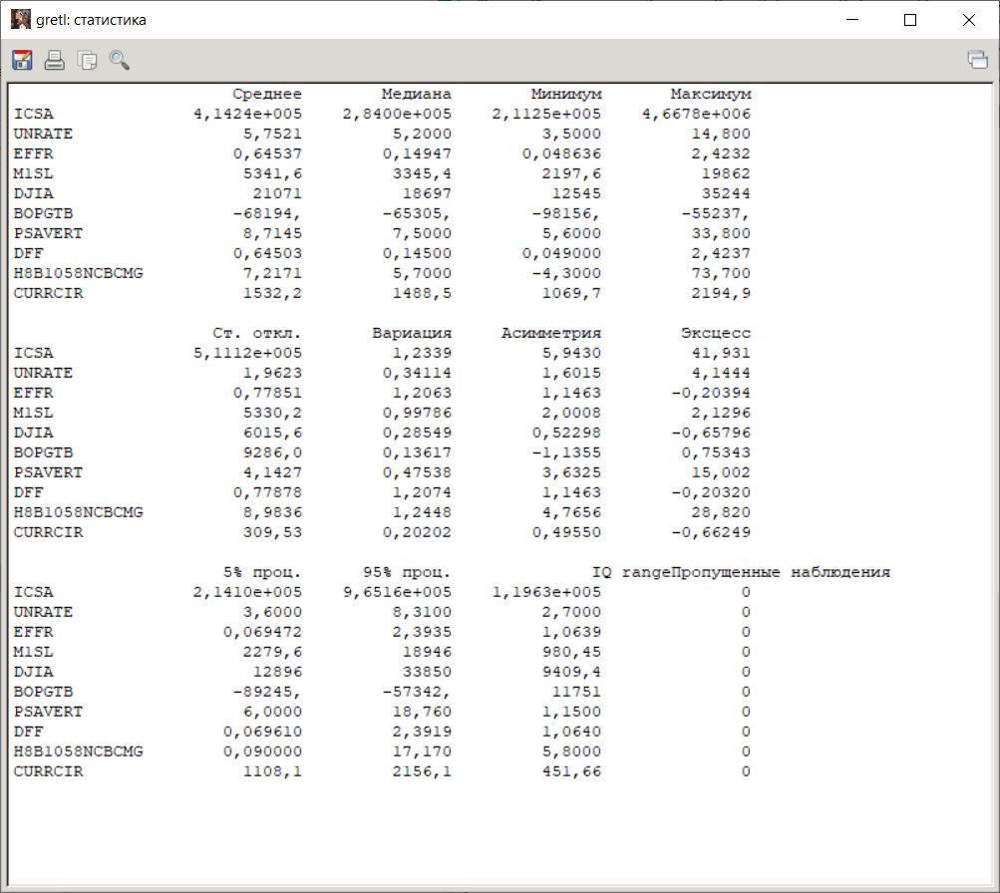 gretl: статистика
Среднее Медиана Минимум Максимум
ICSA 4,1424e+005 2,8400e+005 2,1125e+005 4,6678e+006
UNRATE 5,7521 5,2000 3,5000 14,800
EFFR 0,64537 0,14947 0,048636 2,4232
M1SL 5341,6 3345,4 2197,6 19862
DJIA 21071 18697 12545 35244
BOPGTB -68194, -65305, -98156, -55237,
PSAVERT 8,7145 7,5000 5,6000 33,800
DFF 0,64503 0,14500 0,049000 2,4237
H8B1058NCBCMG 7,2171 5,7000 -4,3000 73,700
CURRCIR 1532,2 1488,5 1069,7 2194,9
Ст. откл. Вариация Асимметрия Эксцесс
ICSA 5,1112e+005 1,2339 5,9430 41,931
UNRATE 1,9623 0,34114 1,6015 4,1444
EFFR 0,77851 1,2063 1,1463 -0,20394
M1SL 5330,2 0,99786 2,0008 2,1296
DJIA 6015,6 0,28549 0,52298 -0,65796
BOPGTB 9286,0 0,13617 -1,1355 0,75343
PSAVERT 4,1427 0,47538 3,6325 15,002
DFF 0,77878 1,2074 1,1463 -0,20320
H8B1058NCBCMG 8,9836 1,2448 4,7656 28,820
CURRCIR 309,53 0,20202 0,49550 -0,66249
5% проц. 95% проц. IQ rangeПропущенные наблюдения
ICSA 2,1410e+005 9,6516e+005 1,1963e+005 0
UNRATE 3,6000 8,3100 2,7000 0
EFFR 0,069472 2,3935 1,0639 0
M1SL 2279,6 18946 980,45 0
DJIA 12896 33850 9409,4 0
BOPGTB -89245, -57342, 11751 0
PSAVERT 6,0000 18,760 1,1500 0
DFF 0,069610 2,3919 1,0640 0
H8B1058NCBCMG 0,090000 17,170 5,8000 0
CURRCIR 1108,1 2156,1 451,66 0